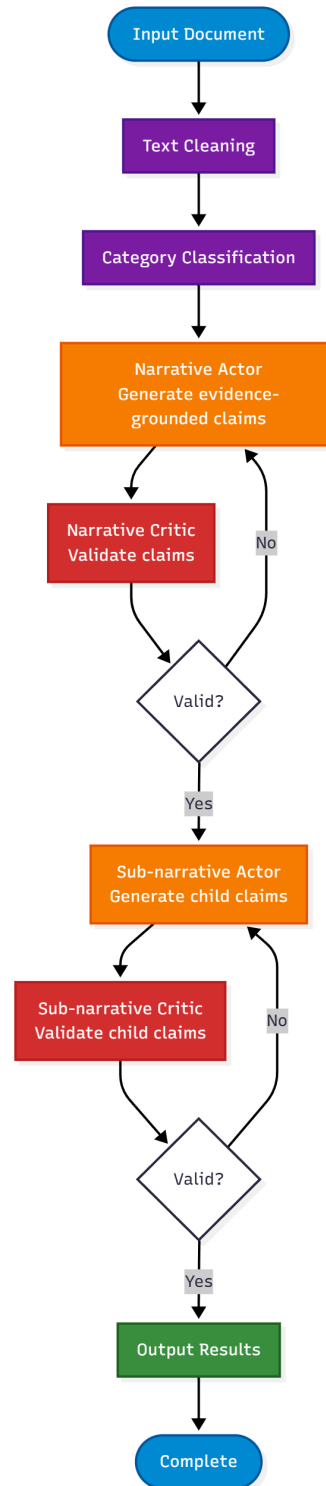 Input Document
Text Cleaning
Category Classification
Narrative Actor
Generate evidence-
grounded claims
Narrative Critic
Validate claims
No
Valid?
Yes
Sub-narrative Actor
Generate child claims
Sub-narrative Critic
Validate child claims
No
Valid?
Yes
Output Results
Complete